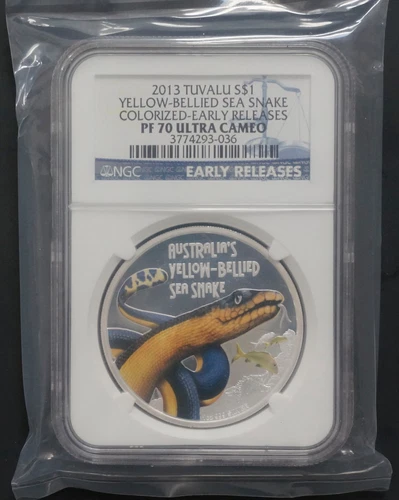 2013 TUVALU S$1
YELLOW-BELLIED SEA SNAKE
COLORIZED-EARLY RELEASES
PF 70 ULTRA CAMEO
3774293-036
NGC
EARLY RELEASES
AUSTRALIA'S
YELLOW-BELLIED
SEA SNAKE